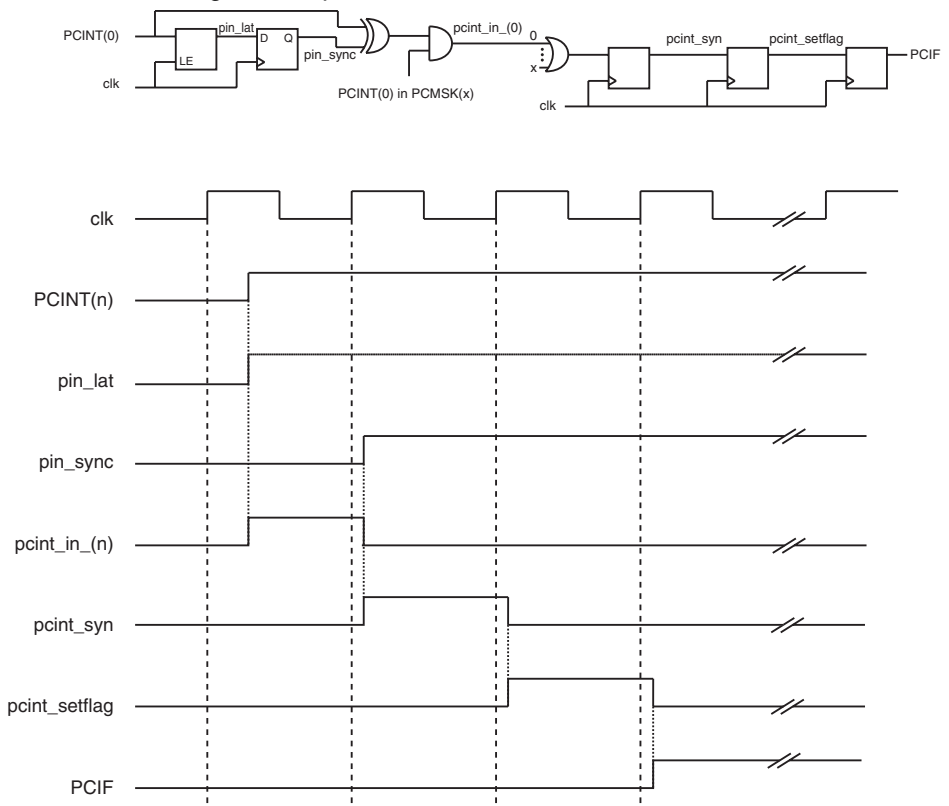 PCINT(0)
LE
pin_lat
D Q
pin_sync
clk
pcint_in_(0)
PCINT(0) in PCMSK(x)
0
x
clk
pcint_syn
pcint_setflag
PCIF
clk
PCINT(n)
pin_lat
pin_sync
pcint_in_(n)
pcint_syn
pcint_setflag
PCIF